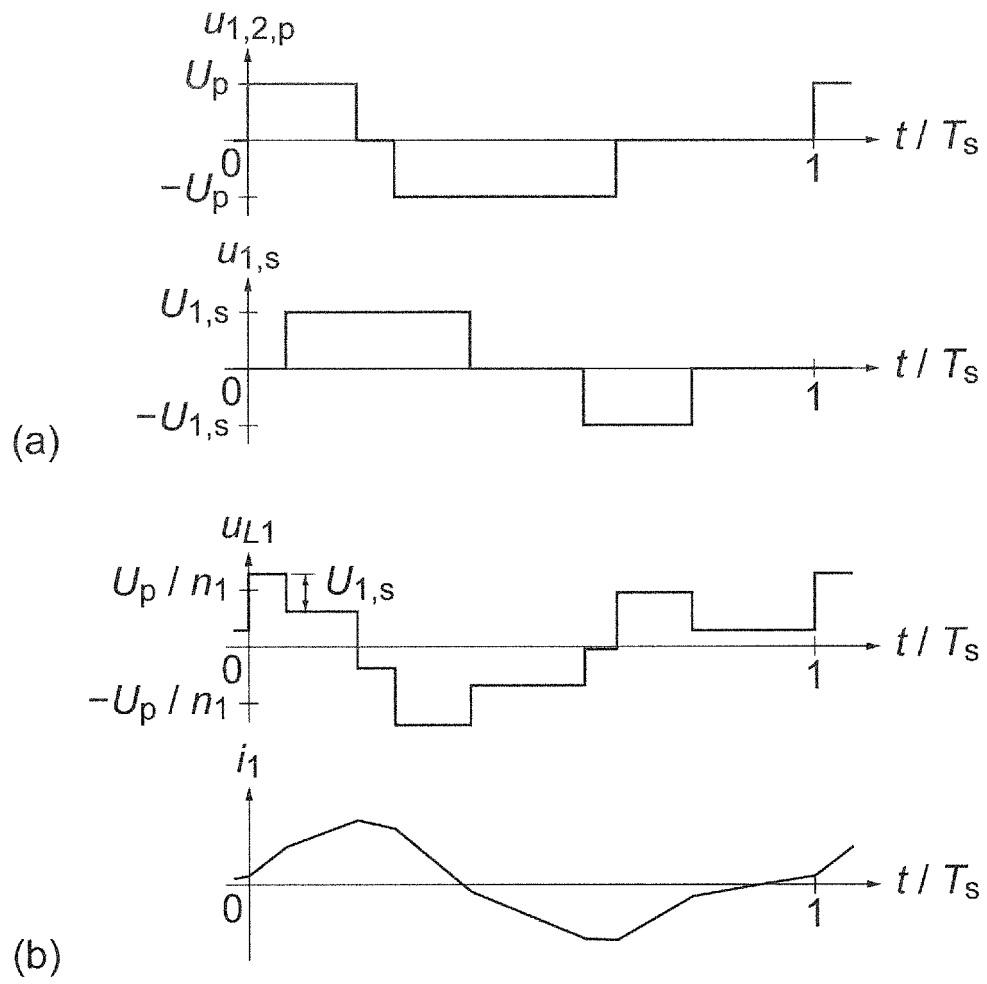 u1,2,p
Up
t / Ts
0
1
−Up
u1,s
U1,s
t / Ts
0
1
−U1,s
(a)
uL1
Up / n1
U1,s
t / Ts
0
1
−Up / n1
i1
t / Ts
0
1
(b)